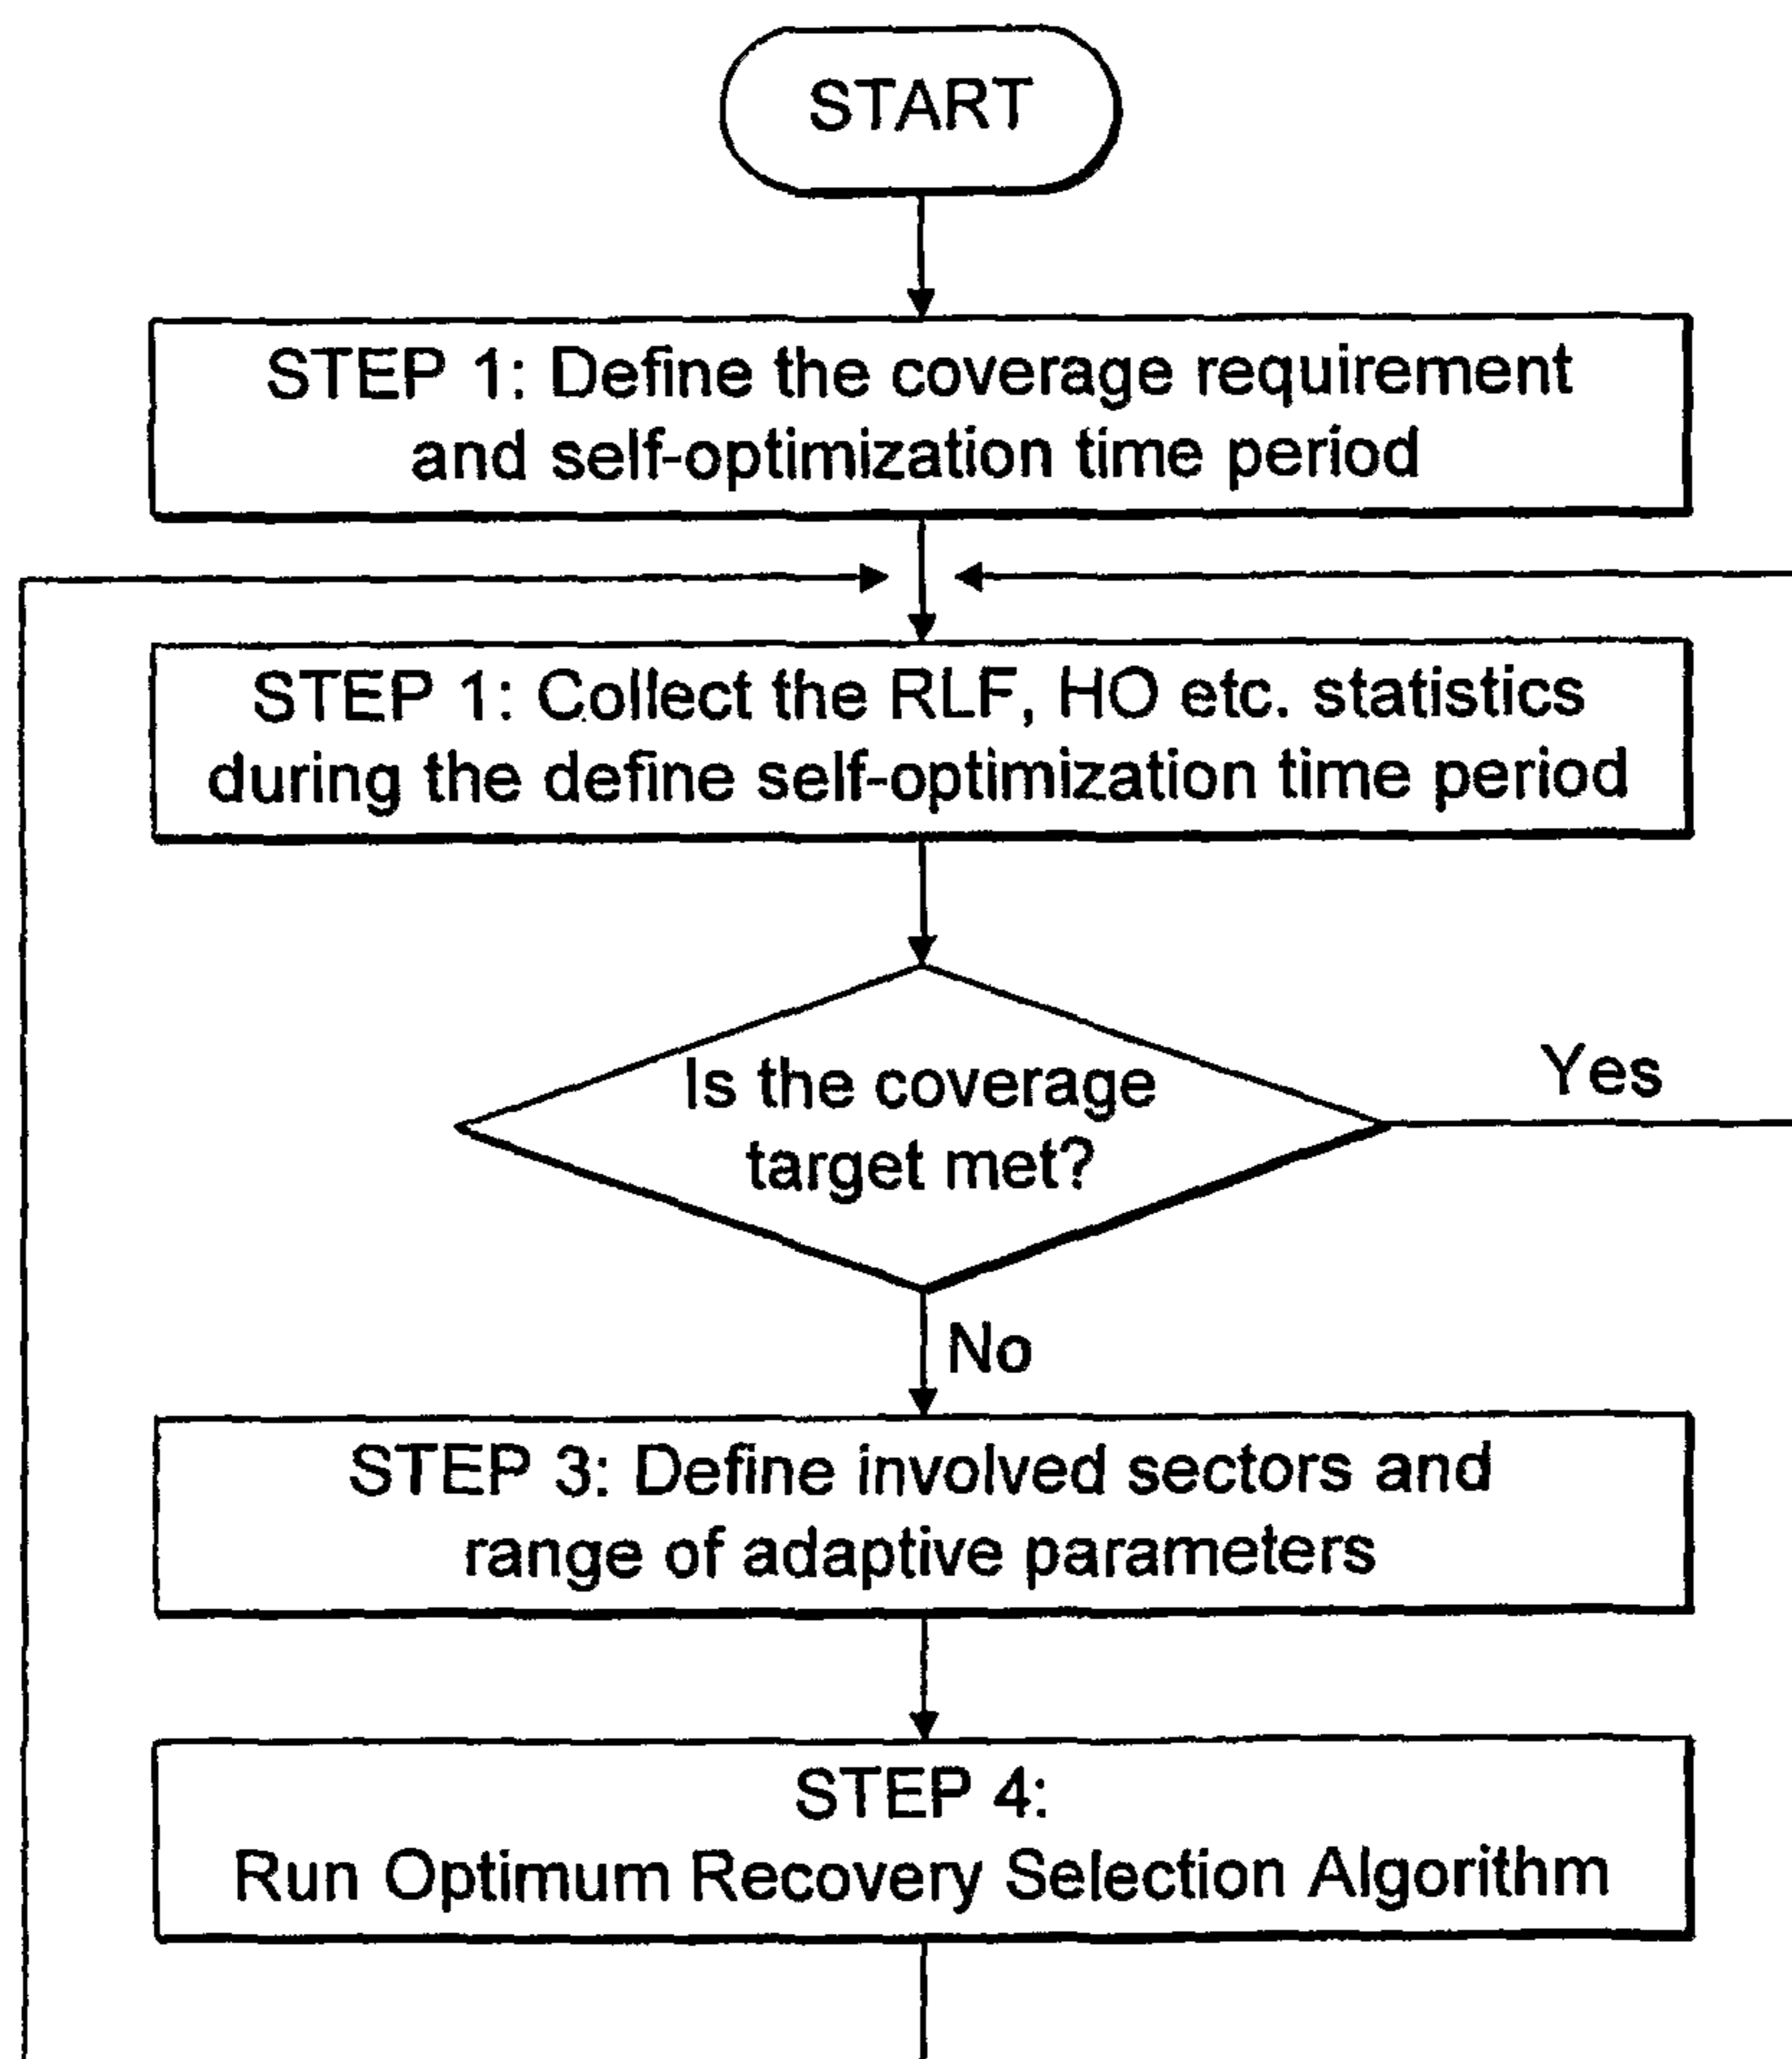 START
STEP 1: Define the coverage requirement
and self-optimization time period
STEP 1: Collect the RLF, HO etc. statistics
during the define self-optimization time period
Is the coverage
target met?
Yes
No
STEP 3: Define involved sectors and
range of adaptive parameters
STEP 4:
Run Optimum Recovery Selection Algorithm